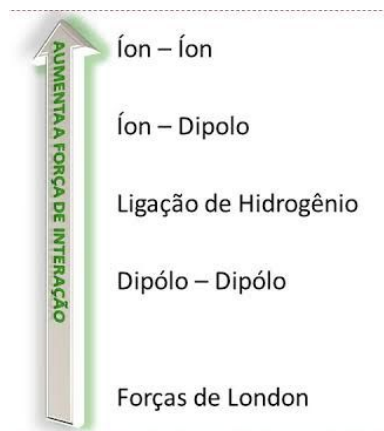 AUMENTA A FORÇA DE INTERAÇÃO
Íon – Íon
Íon – Dipolo
Ligação de Hidrogênio
Dipólo – Dipólo
Forças de London